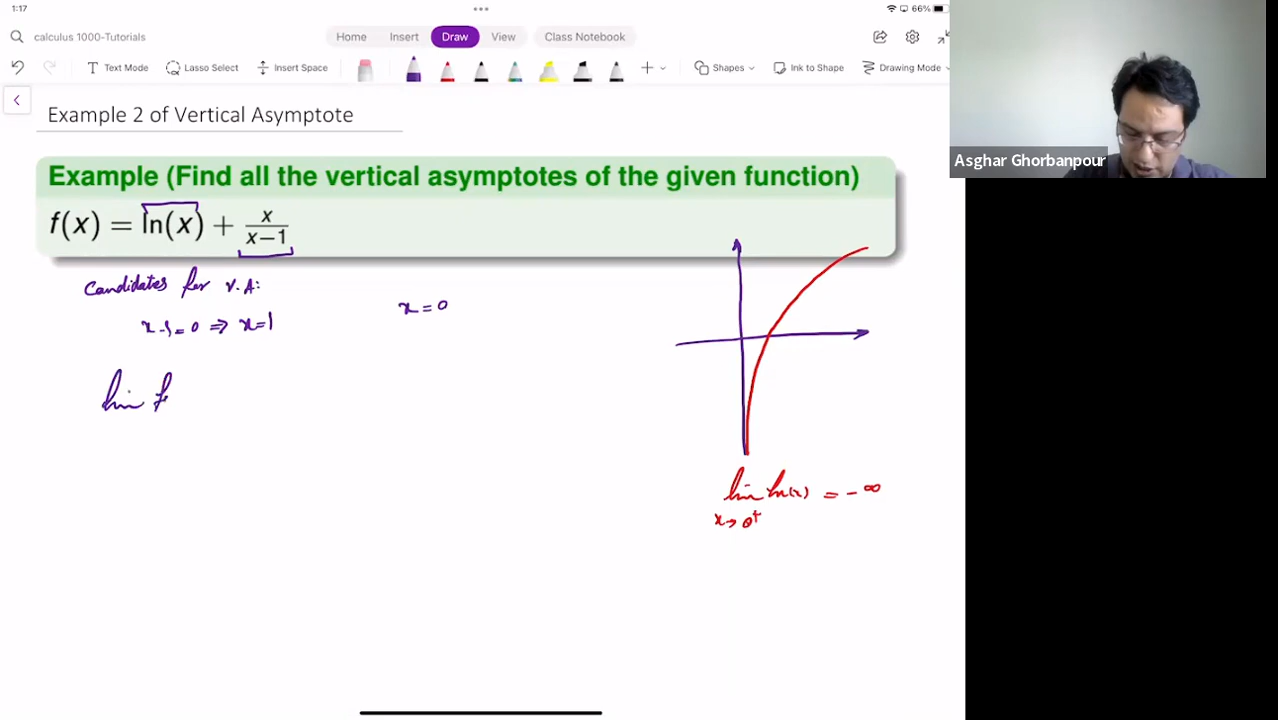 1:17
66%
calculus 1000-Tutorials
Home Insert Draw View Class Notebook
Text Mode Lasso Select Insert Space Shapes Ink to Shape Drawing Mode
Example 2 of Vertical Asymptote
Example (Find all the vertical asymptotes of the given function)
f(x) = ln(x) + x/(x−1)
Candidates for V.A:
x-1=0 ⇒ x=1
x=0
lim f
lim ln(x) = -∞
x→0+
Asghar Ghorbanpour